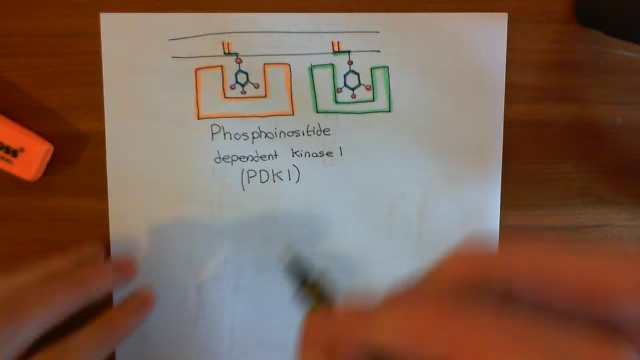 Phosphoinositide
dependent kinase 1
(PDK1)